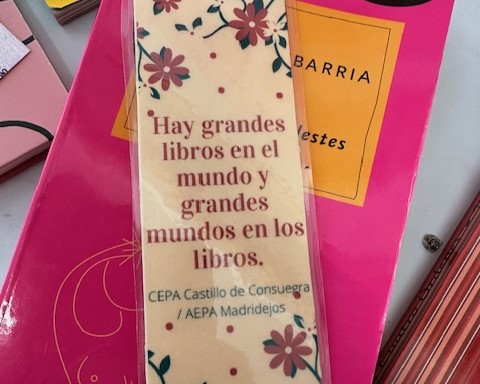 BARRIA
lestes
Hay grandes
libros en el
mundo y
grandes
mundos en los
libros.
CEPA Castillo de Consuegra
/ AEPA Madridejos